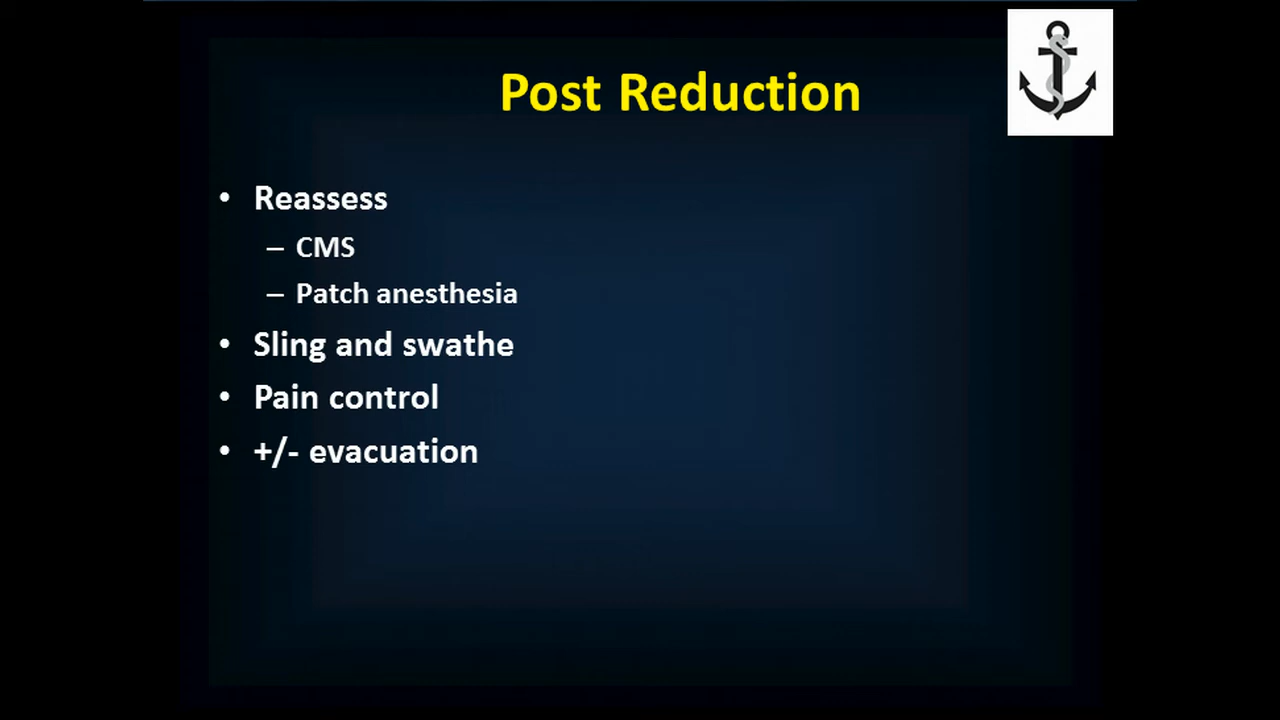 Post Reduction
• Reassess
– CMS
– Patch anesthesia
• Sling and swathe
• Pain control
• +/- evacuation